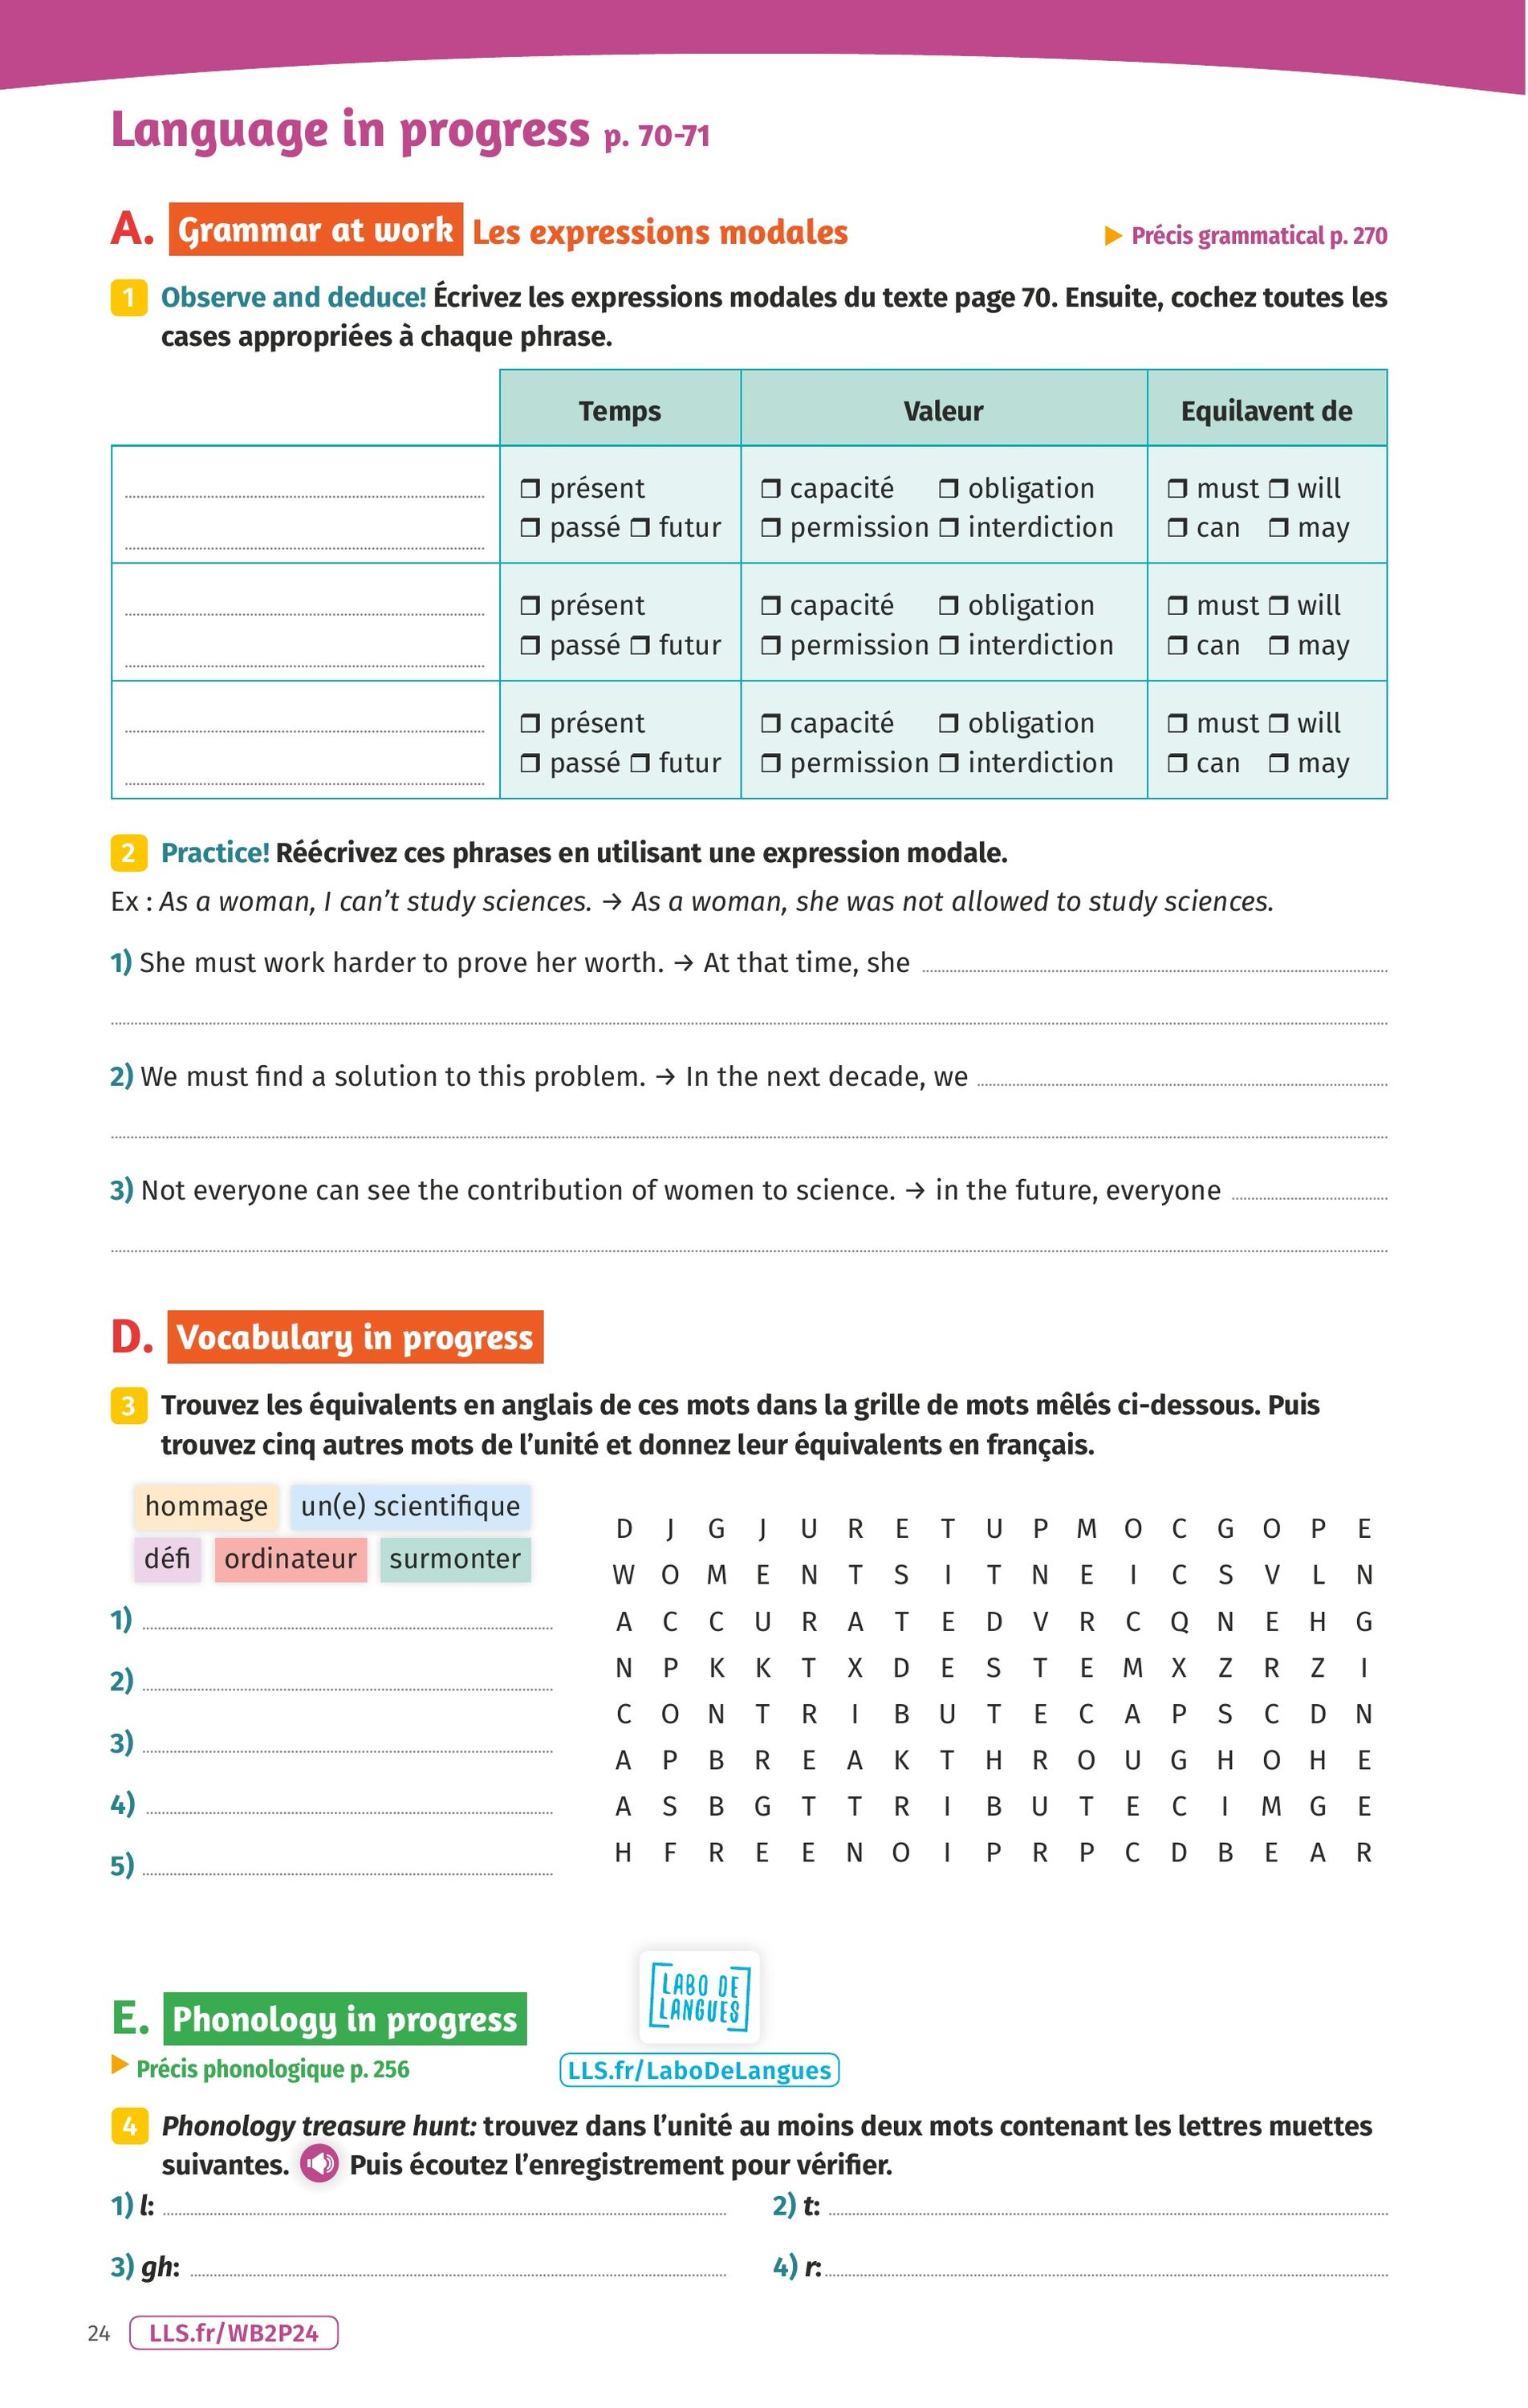 Language in progress p. 70-71
A. Grammar at work Les expressions modales ▶ Précis grammatical p. 270
1 Observe and deduce! Écrivez les expressions modales du texte page 70. Ensuite, cochez toutes les
cases appropriées à chaque phrase.
Temps Valeur Equilavent de
❒ présent ❒ capacité ❒ obligation ❒ must ❒ will
❒ passé ❒ futur ❒ permission ❒ interdiction ❒ can ❒ may
❒ présent ❒ capacité ❒ obligation ❒ must ❒ will
❒ passé ❒ futur ❒ permission ❒ interdiction ❒ can ❒ may
❒ présent ❒ capacité ❒ obligation ❒ must ❒ will
❒ passé ❒ futur ❒ permission ❒ interdiction ❒ can ❒ may
2 Practice! Réécrivez ces phrases en utilisant une expression modale.
Ex : As a woman, I can't study sciences. → As a woman, she was not allowed to study sciences.
1) She must work harder to prove her worth. → At that time, she
2) We must find a solution to this problem. → In the next decade, we
3) Not everyone can see the contribution of women to science. → in the future, everyone
D. Vocabulary in progress
3 Trouvez les équivalents en anglais de ces mots dans la grille de mots mêlés ci-dessous. Puis
trouvez cinq autres mots de l'unité et donnez leur équivalents en français.
hommage un(e) scientifique
défi ordinateur surmonter
1)
2)
3)
4)
5)
D J G J U R E T U P M O C G O P E
W O M E N T S I T N E I C S V L N
A C C U R A T E D V R C Q N E H G
N P K K T X D E S T E M X Z R Z I
C O N T R I B U T E C A P S C D N
A P B R E A K T H R O U G H O H E
A S B G T T R I B U T E C I M G E
H F R E E N O I P R P C D B E A R
E. Phonology in progress
▶ Précis phonologique p. 256
LABO DE
LANGUES
LLS.fr/LaboDeLangues
4 Phonology treasure hunt: trouvez dans l'unité au moins deux mots contenant les lettres muettes
suivantes. Puis écoutez l'enregistrement pour vérifier.
1) l: 2) t:
3) gh: 4) r:
24 LLS.fr/WB2P24